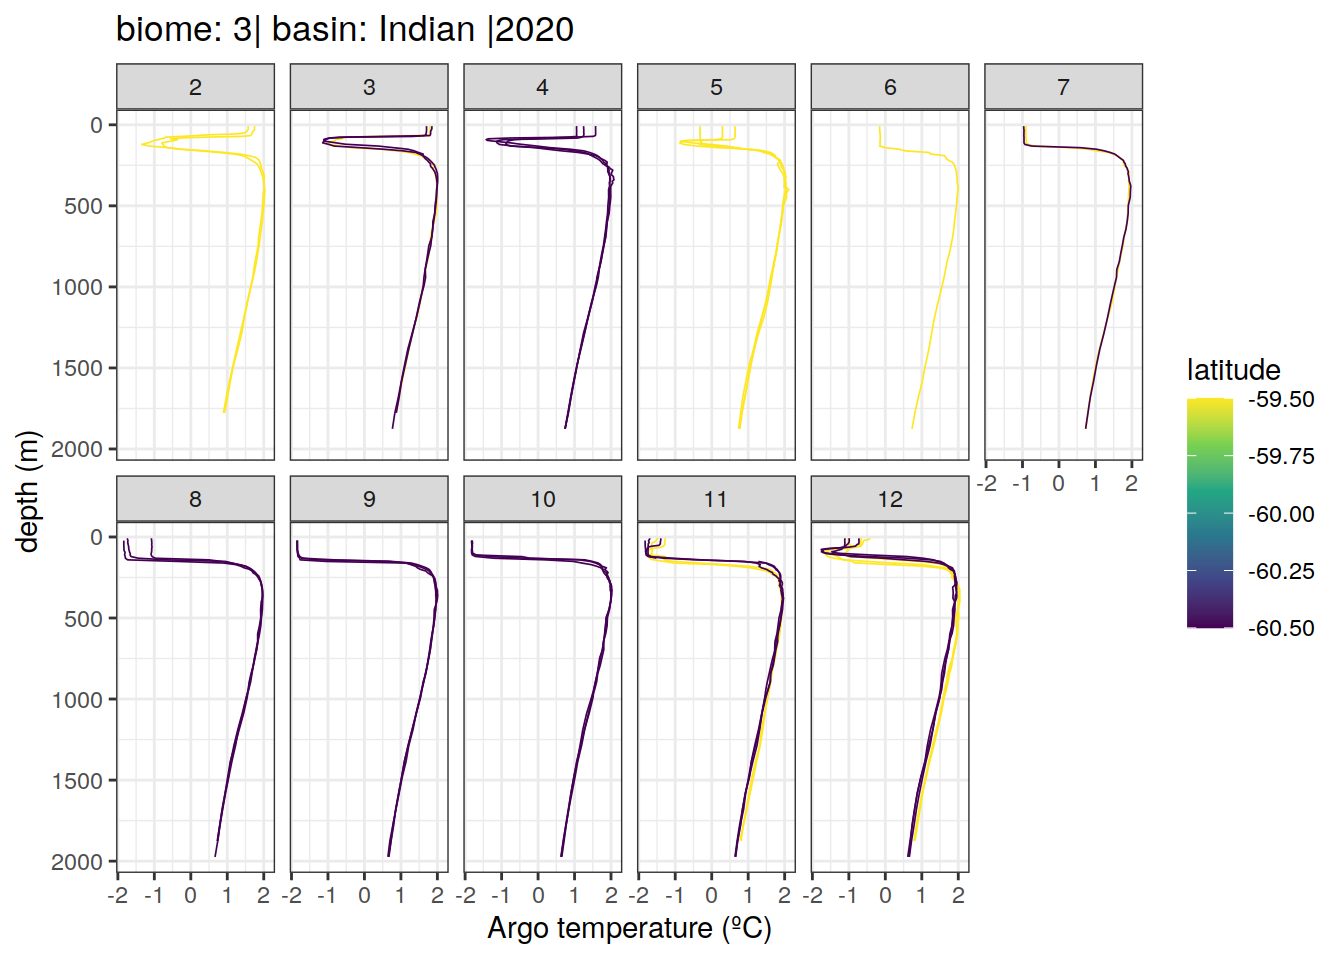 biome: 3| basin: Indian |2020
2 3 4 5 6 7
0
500
1000
1500
2000
-2 -1 0 1 2
8 9 10 11 12
0
500
1000
1500
2000
-2 -1 0 1 2 -2 -1 0 1 2 -2 -1 0 1 2 -2 -1 0 1 2 -2 -1 0 1 2
Argo temperature (ºC)
depth (m)
latitude
-59.50
-59.75
-60.00
-60.25
-60.50